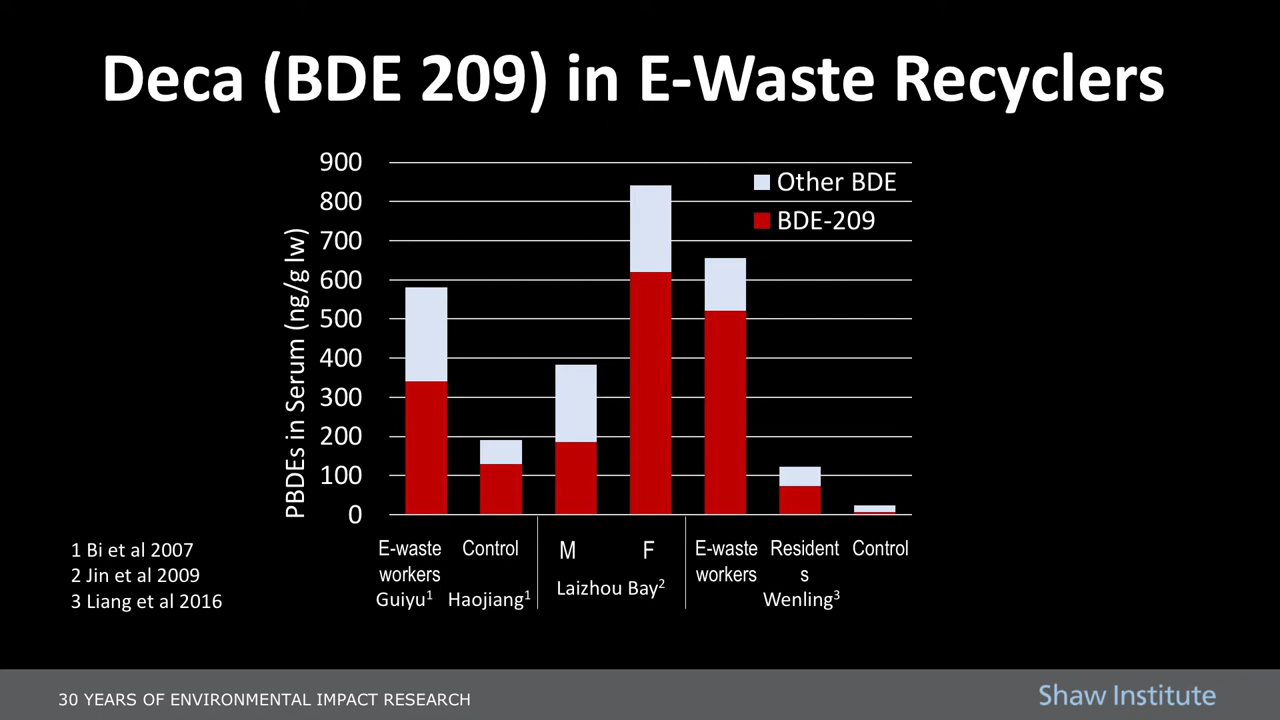 Deca (BDE 209) in E-Waste Recyclers
900
800
700
600
500
400
300
200
100
0
PBDEs in Serum (ng/g lw)
Other BDE
BDE-209
E-waste workers
Guiyu1
Control
Haojiang1
M
F
Laizhou Bay2
E-waste workers
Resident
s
Control
Wenling3
1 Bi et al 2007
2 Jin et al 2009
3 Liang et al 2016
30 YEARS OF ENVIRONMENTAL IMPACT RESEARCH
Shaw Institute